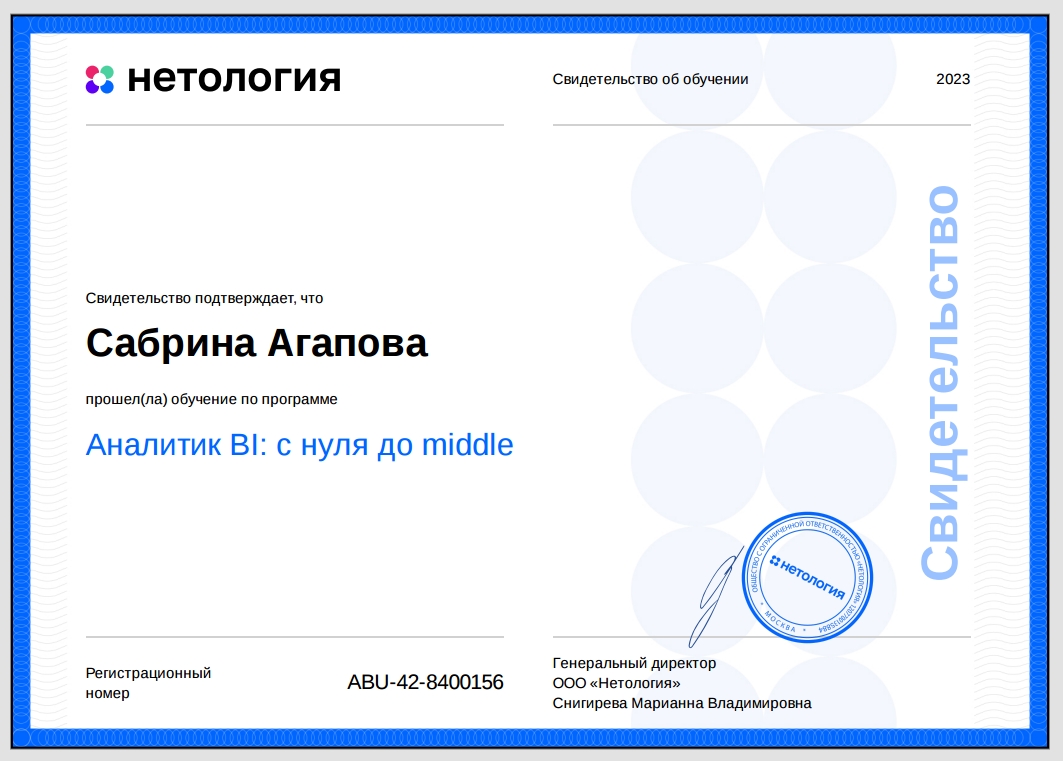 нетология
Свидетельство об обучении 2023
Свидетельство подтверждает, что
Сабрина Агапова
прошел(ла) обучение по программе
Аналитик BI: с нуля до middle
Свидетельство
ОБЩЕСТВО С ОГРАНИЧЕННОЙ ОТВЕТСТВЕННОСТЬЮ «НЕТОЛОГИЯ»
МОСКВА
нетология
Регистрационный
номер
ABU-42-8400156
Генеральный директор
ООО «Нетология»
Снигирева Марианна Владимировна